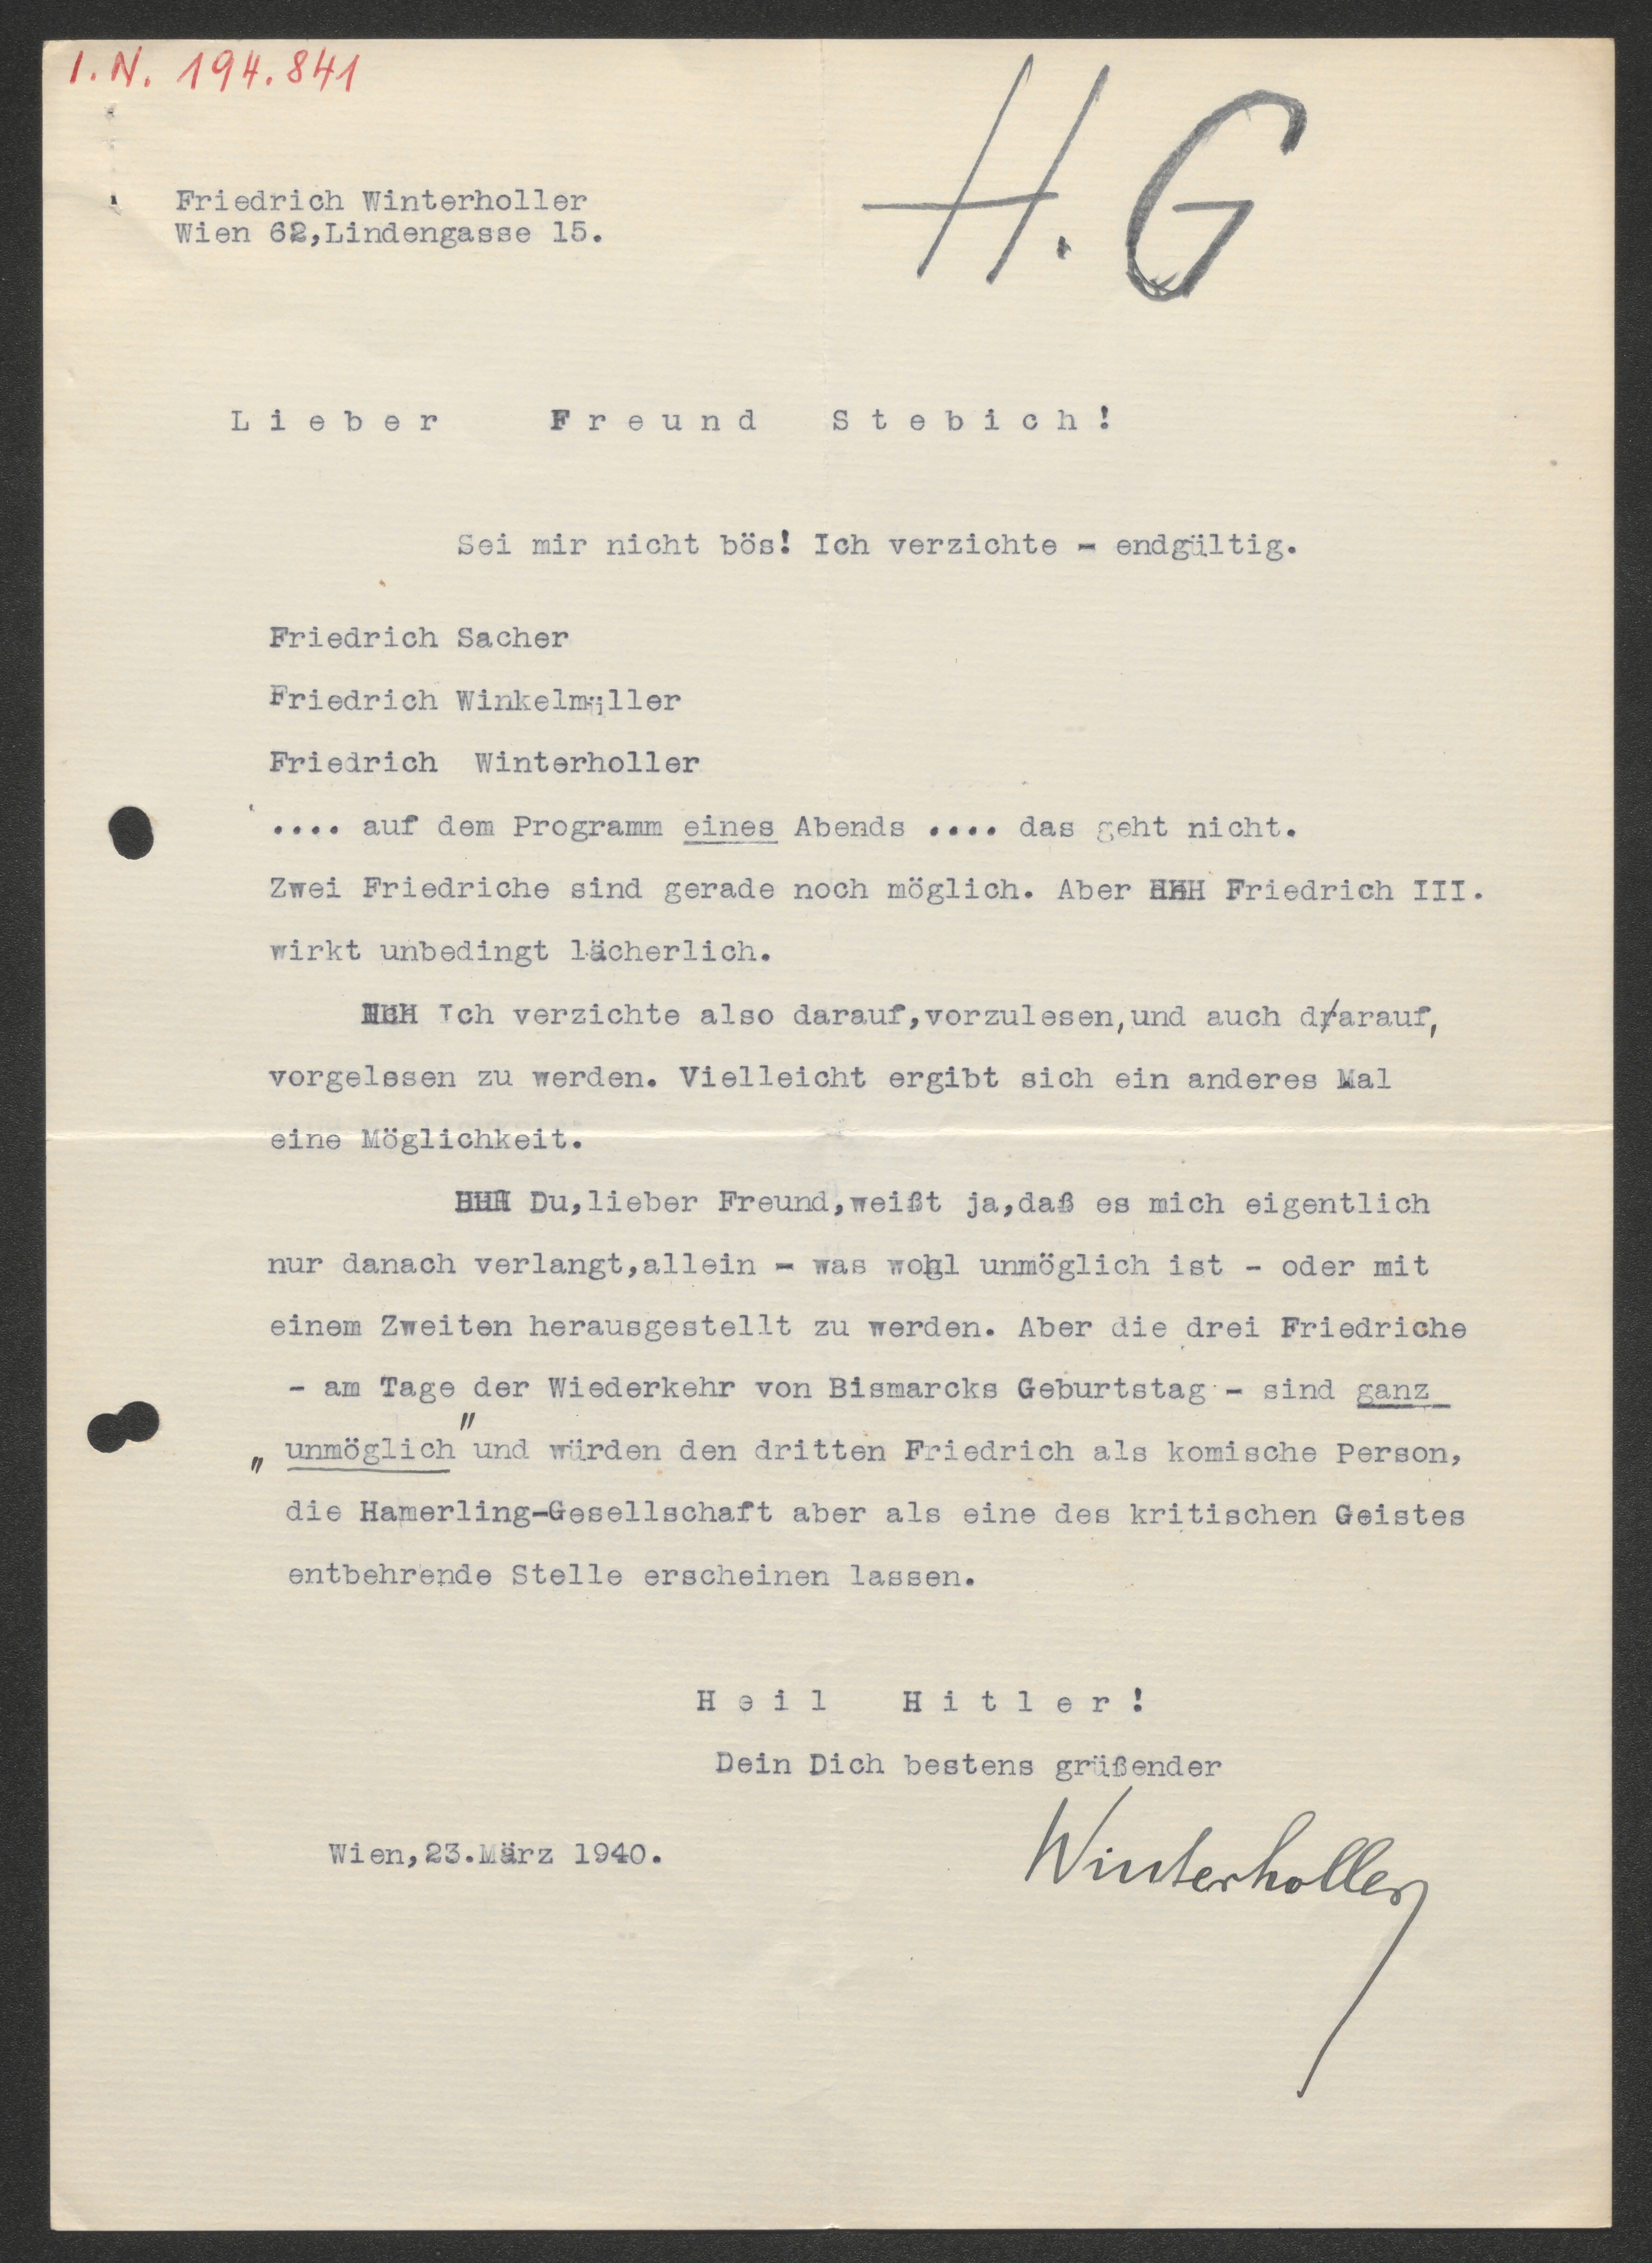 I.N. 194.841
H.G
Friedrich Winterholler
Wien 62,Lindengasse 15.
Lieber Freund Stebich!
Sei mir nicht bös! Ich verzichte - endgültig.
Friedrich Sacher
Friedrich Winkelmüller
Friedrich Winterholler
.... auf dem Programm eines Abends .... das geht nicht.
Zwei Friedriche sind gerade noch möglich. Aber Friedrich III.
wirkt unbedingt lächerlich.
Ich verzichte also darauf,vorzulesen,und auch darauf,
vorgelesen zu werden. Vielleicht ergibt sich ein anderes Mal
eine Möglichkeit.
Du,lieber Freund,weißt ja,daß es mich eigentlich
nur danach verlangt,allein - was wohl unmöglich ist - oder mit
einem Zweiten herausgestellt zu werden. Aber die drei Friedriche
- am Tage der Wiederkehr von Bismarcks Geburtstag - sind ganz
„unmöglich" und würden den dritten Friedrich als komische Person,
die Hamerling-Gesellschaft aber als eine des kritischen Geistes
entbehrende Stelle erscheinen lassen.
Heil Hitler!
Dein Dich bestens grüßender
Winterholler
Wien,23.März 1940.